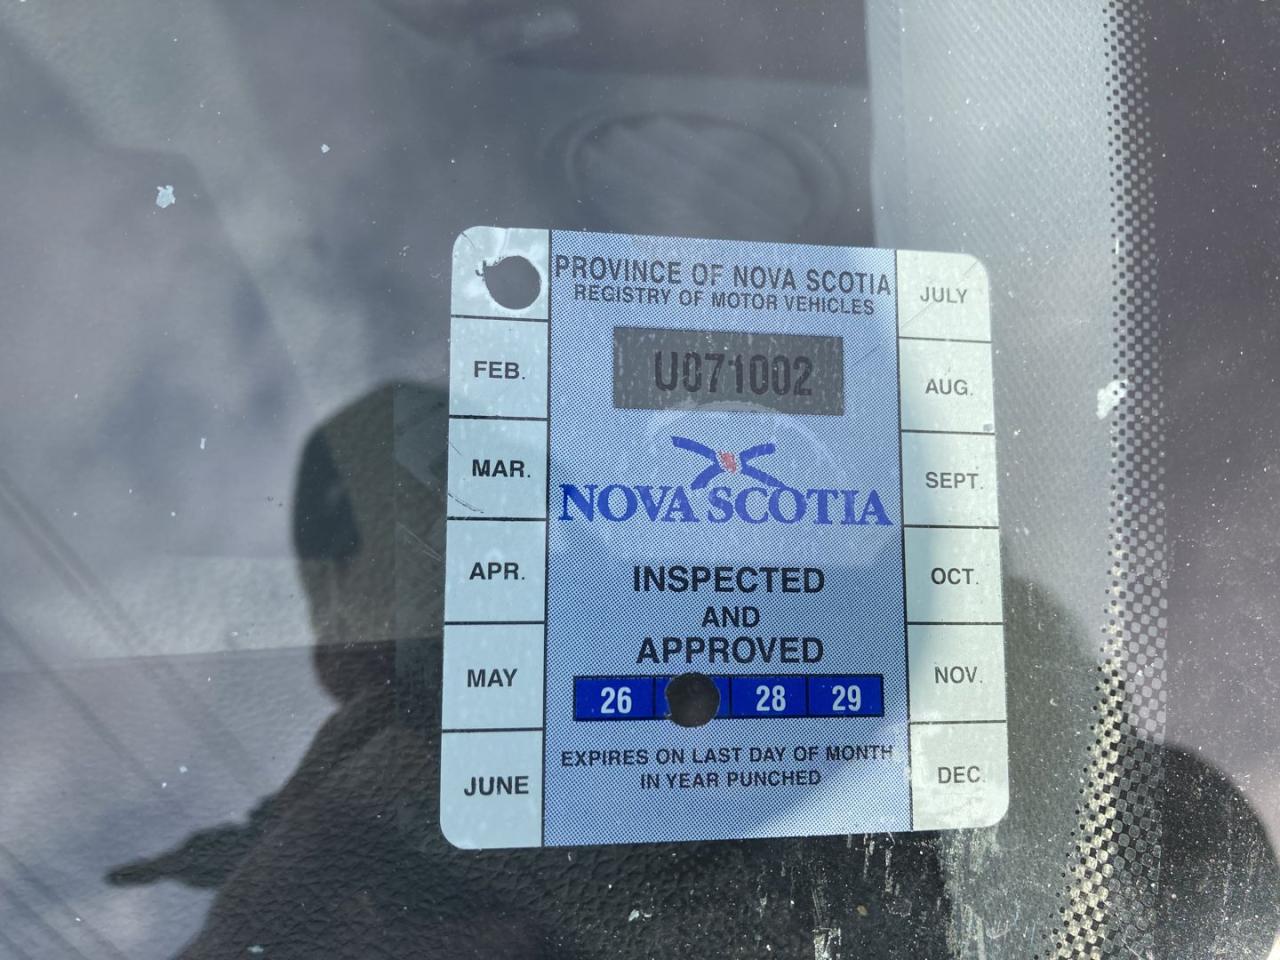 PROVINCE OF NOVA SCOTIA
REGISTRY OF MOTOR VEHICLES
U071002
NOVA SCOTIA
INSPECTED
AND
APPROVED
26 28 29
EXPIRES ON LAST DAY OF MONTH
IN YEAR PUNCHED
FEB.
MAR.
APR.
MAY
JUNE
JULY
AUG.
SEPT.
OCT.
NOV.
DEC.